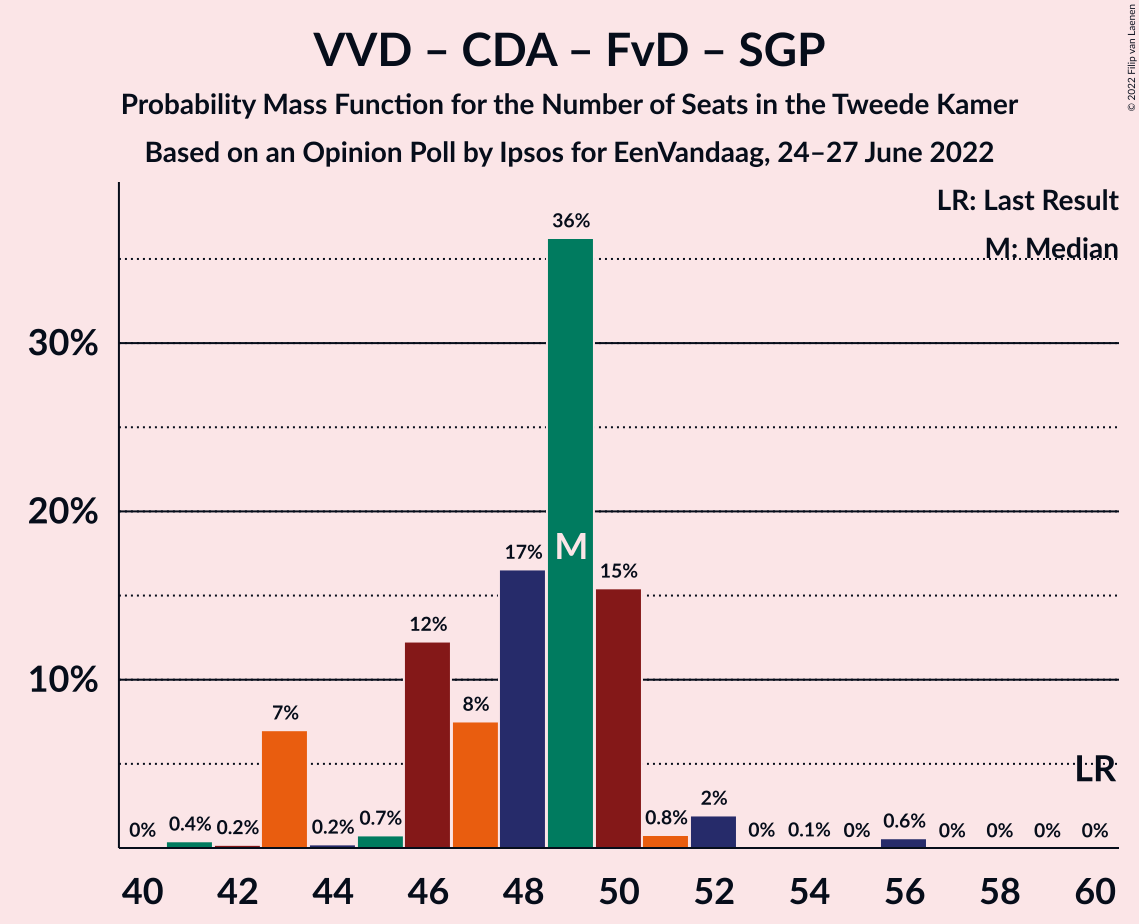 VVD – CDA – FvD – SGP
Probability Mass Function for the Number of Seats in the Tweede Kamer
Based on an Opinion Poll by Ipsos for EenVandaag, 24–27 June 2022
© 2022 Filip van Laenen
LR: Last Result
M: Median
30%
20%
10%
0% 0.4% 0.2% 7% 0.2% 0.7% 12% 8% 17% 36% 15% 0.8% 2% 0% 0.1% 0% 0.6% 0% 0% 0% 0%
M
LR
40 42 44 46 48 50 52 54 56 58 60